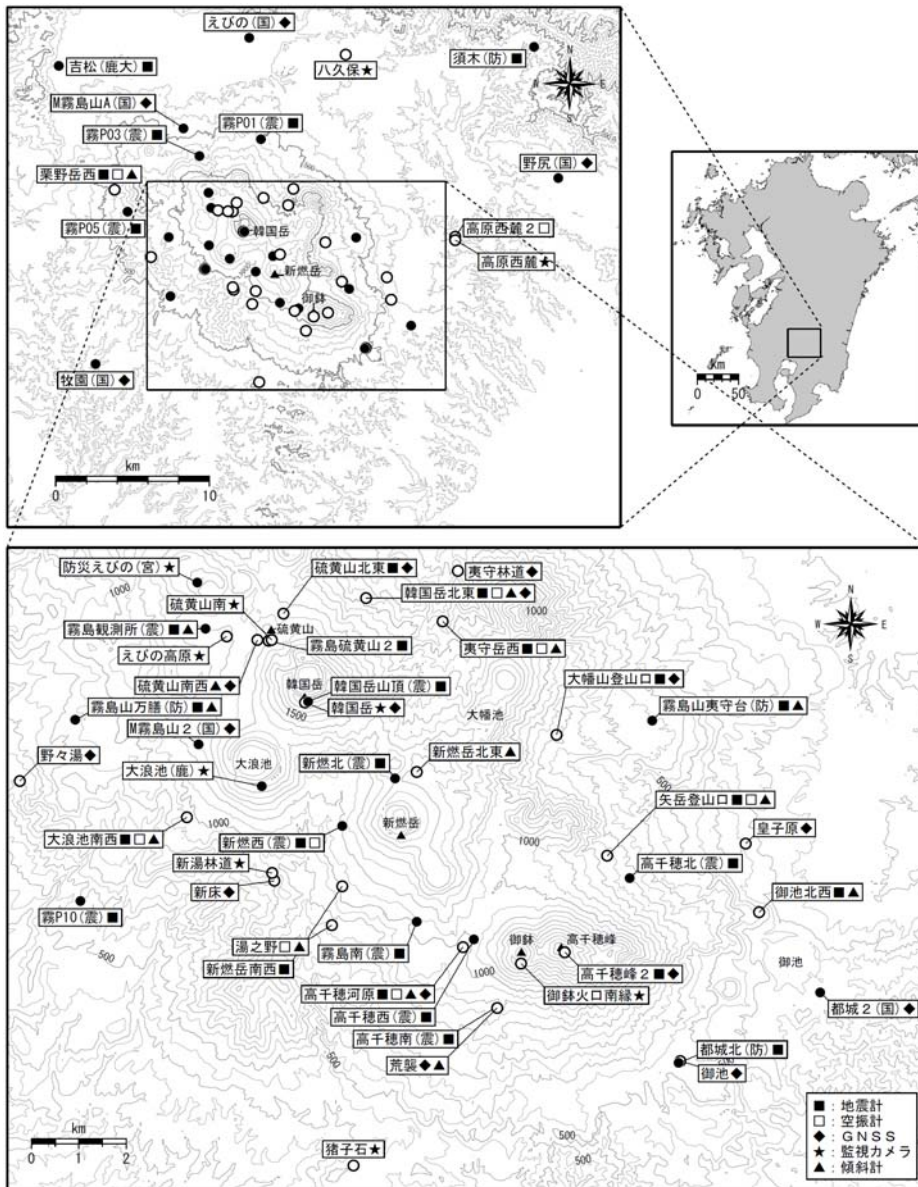 えびの(国)◆
八久保★
須木(防)■
吉松(鹿大)■
N
W
E
S
M霧島山A(国)◆
霧P01(震)■
霧P03(震)■
野尻(国)◆
栗野岳西■□▲
霧P05(震)■
韓国岳
高原西麓2□
高原西麓★
新燃岳
御鉢
牧園(国)◆
km
0
10
km
0
50
防災えびの(宮)★
硫黄山北東■◆
夷守林道◆
1000
硫黄山南★
韓国岳北東■□▲◆
1000
N
W
E
S
霧島観測所(震)■▲
硫黄山
霧島硫黄山2■
夷守岳西■□▲
えびの高原★
硫黄山南西▲◆
韓国岳
韓国岳山頂(震)■
大幡山登山口■◆
1500
韓国岳★◆
大幡池
霧島山万膳(防)■▲
霧島山夷守台(防)■▲
M霧島山2(国)◆
野々湯◆
大浪池
新燃北(震)■
新燃岳北東▲
500
大浪池(鹿)★
矢岳登山口■□▲
新燃岳
大浪池南西■□▲
1000
新燃西(震)■□
1000
皇子原◆
高千穂北(震)■
新湯林道★
新床◆
御池北西■▲
霧P10(震)■
湯之野□▲
霧島南(震)■
御鉢
高千穂峰
500
新燃岳南西■
1000
高千穂峰2■◆
御池
高千穂河原■□▲◆
御鉢火口南縁★
高千穂西(震)■
都城2(国)◆
高千穂南(震)■
500
荒襲◆▲
都城北(防)■
御池◆
km
0
1
2
猪子石★
500
500
■:地震計
□:空振計
◆:GNSS
★:監視カメラ
▲:傾斜計